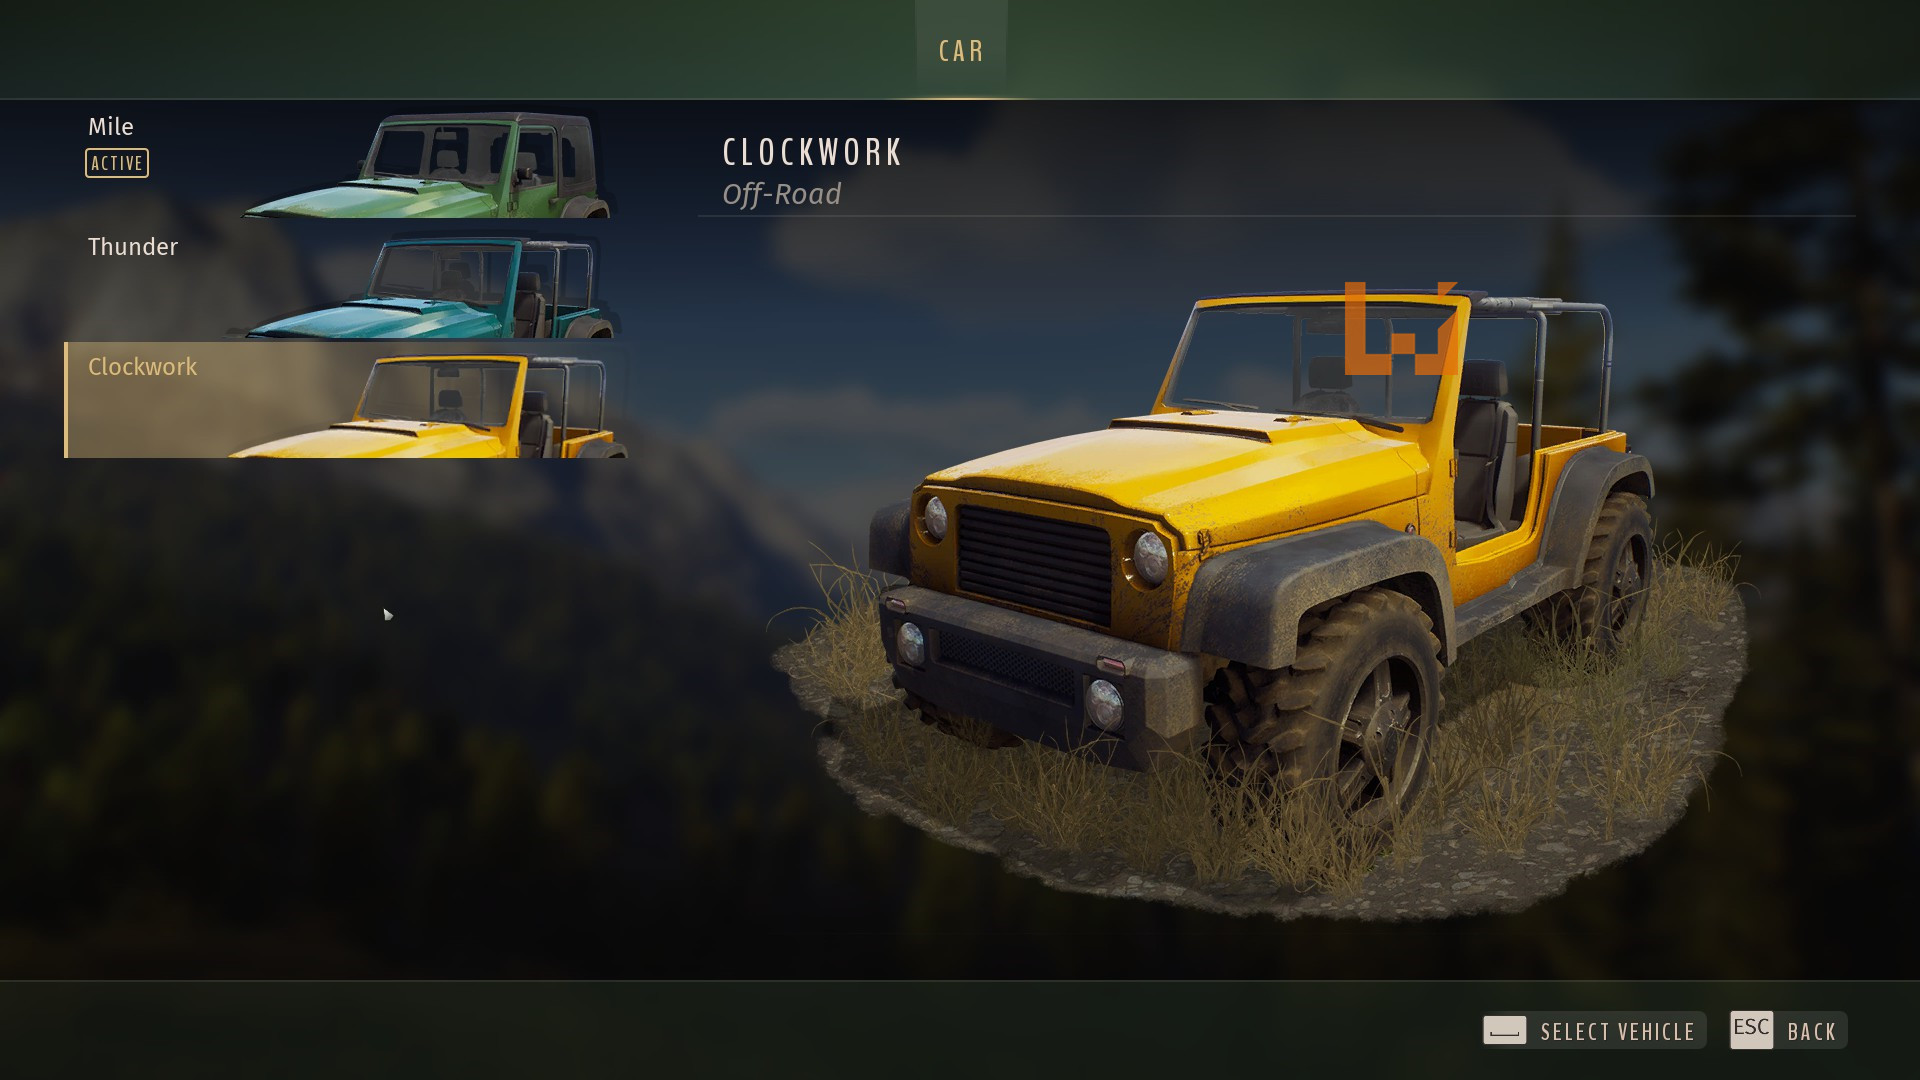 CAR
Mile
ACTIVE
Thunder
Clockwork
CLOCKWORK
Off-Road
SELECT VEHICLE
ESC BACK